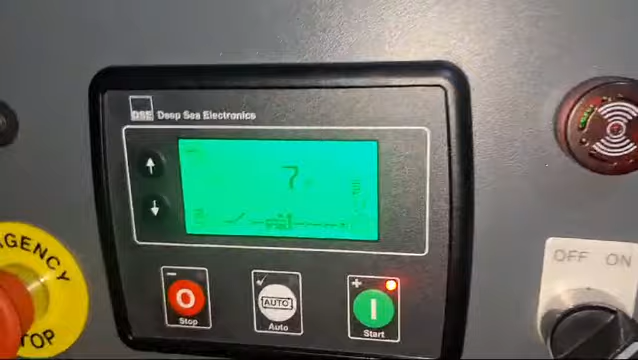 DSE Deep Sea Electronics
7
OFF ON
EMERGENCY
STOP
Stop
AUTO
Auto
Start